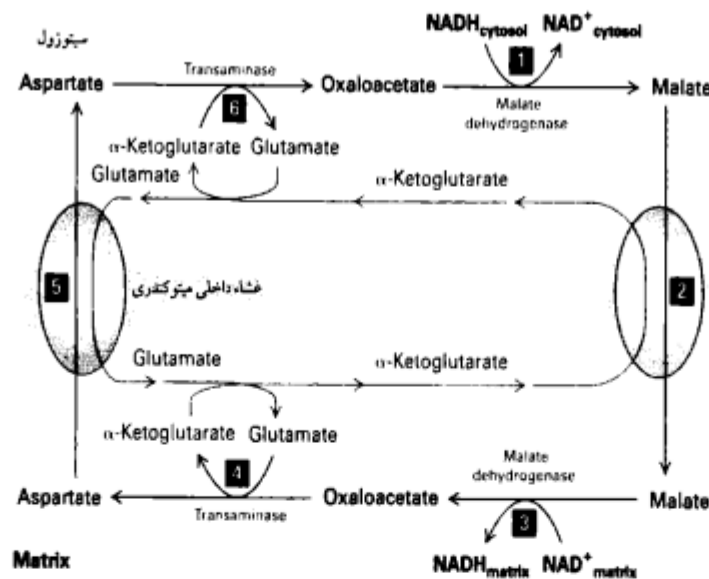 سیتوزول
NADHcytosol NAD+cytosol
1
Aspartate Transaminase Oxaloacetate Malate dehydrogenase Malate
6
α-Ketoglutarate Glutamate
Glutamate α-Ketoglutarate
5 غشاء داخلی میتوکندری 2
Glutamate α-Ketoglutarate
α-Ketoglutarate Glutamate
4
Malate dehydrogenase
Aspartate Transaminase Oxaloacetate Malate
3
Matrix NADHmatrix NAD+matrix